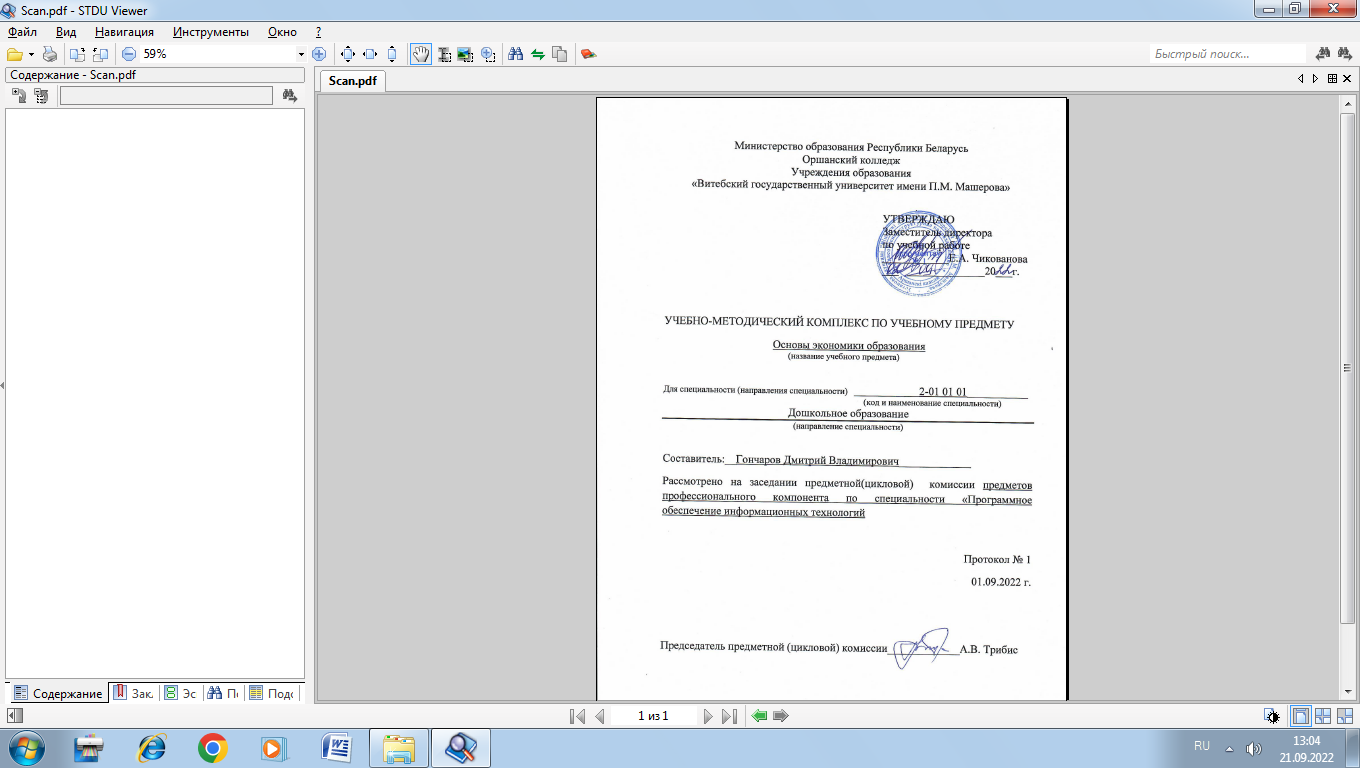 Scan.pdf - STDU Viewer
Файл Вид Навигация Инструменты Окно ?
59%
Быстрый поиск...
Содержание - Scan.pdf
Scan.pdf
Министерство образования Республики Беларусь
Оршанский колледж
Учреждения образования
«Витебский государственный университет имени П.М. Машерова»
УТВЕРЖДАЮ
Заместитель директора
по учебной работе
Е.А. Чикованова
2022г.
УЧЕБНО-МЕТОДИЧЕСКИЙ КОМПЛЕКС ПО УЧЕБНОМУ ПРЕДМЕТУ
Основы экономики образования
(название учебного предмета)
Для специальности (направления специальности) 2-01 01 01
(код и наименование специальности)
Дошкольное образование
(направление специальности)
Составитель: Гончаров Дмитрий Владимирович
Рассмотрено на заседании предметной(цикловой) комиссии предметов
профессионального компонента по специальности «Программное
обеспечение информационных технологий
Протокол № 1
01.09.2022 г.
Председатель предметной (цикловой) комиссии А.В. Трибис
Содержание Зак. Эс По Подс
1 из 1
RU
13:04
21.09.2022